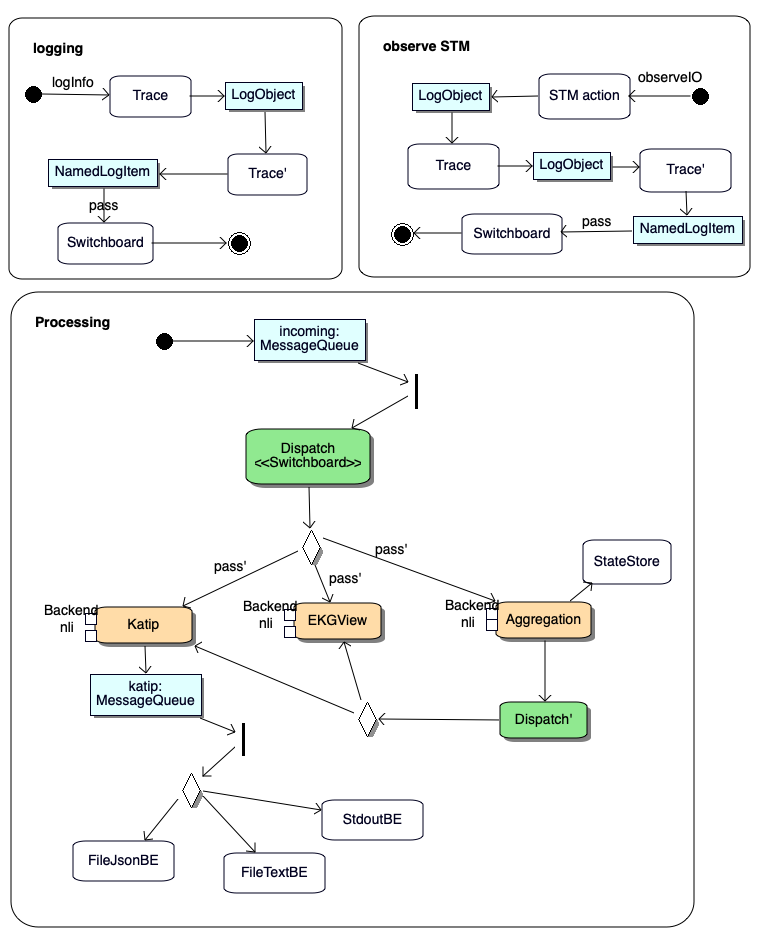 logging
logInfo
Trace
LogObject
NamedLogItem
Trace'
pass
Switchboard
observe STM
observeIO
LogObject
STM action
Trace
LogObject
Trace'
Switchboard
pass
NamedLogItem
Processing
incoming:
MessageQueue
Dispatch
<<Switchboard>>
pass'
pass'
pass'
StateStore
Backend
nli
Katip
Backend
nli
EKGView
Backend
nli
Aggregation
katip:
MessageQueue
Dispatch'
StdoutBE
FileJsonBE
FileTextBE